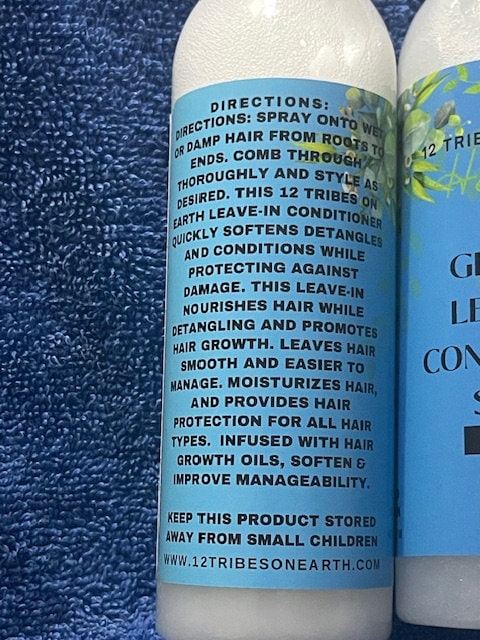 DIRECTIONS:
DIRECTIONS: SPRAY ONTO WET
OR DAMP HAIR FROM ROOTS TO
ENDS. COMB THROUGH
THOROUGHLY AND STYLE AS
DESIRED. THIS 12 TRIBES ON
EARTH LEAVE-IN CONDITIONER
QUICKLY SOFTENS DETANGLES
AND CONDITIONS WHILE
PROTECTING AGAINST
DAMAGE. THIS LEAVE-IN
NOURISHES HAIR WHILE
DETANGLING AND PROMOTES
HAIR GROWTH. LEAVES HAIR
SMOOTH AND EASIER TO
MANAGE. MOISTURIZES HAIR,
AND PROVIDES HAIR
PROTECTION FOR ALL HAIR
TYPES. INFUSED WITH HAIR
GROWTH OILS, SOFTEN &
IMPROVE MANAGEABILITY.
KEEP THIS PRODUCT STORED
AWAY FROM SMALL CHILDREN
WWW.12TRIBESONEARTH.COM
12 TRIBE
LE
CON
S